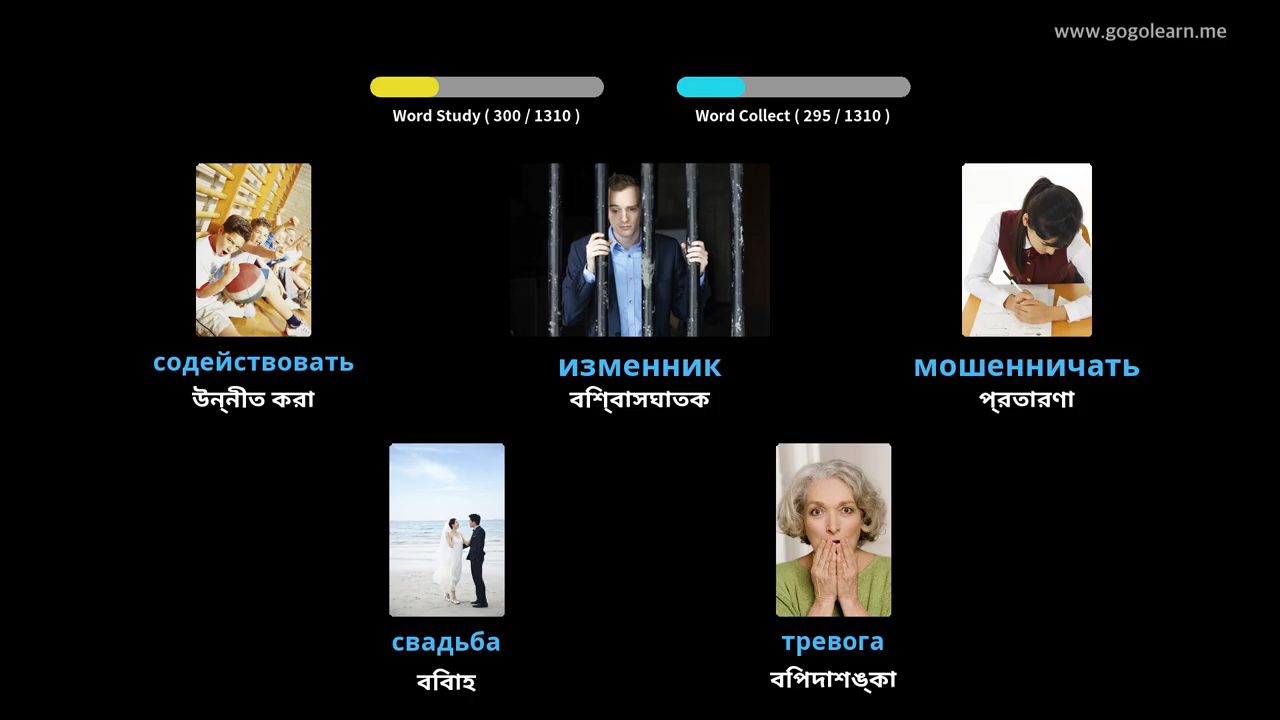 www.gogolearn.me
Word Study ( 300 / 1310 )
Word Collect ( 295 / 1310 )
содействовать
উন্নীত করা
изменник
বিশ্বাসঘাতক
мошенничать
প্রতারণা
свадьба
বিবাহ
тревога
বিপদাশঙ্কা